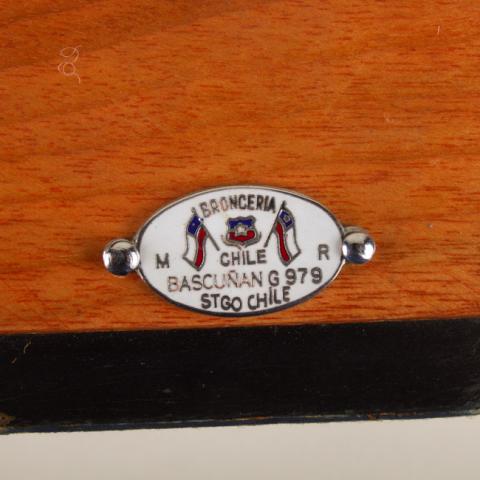 BRONCERIA
M R
CHILE
BASCUÑAN G 979
STGO CHILE